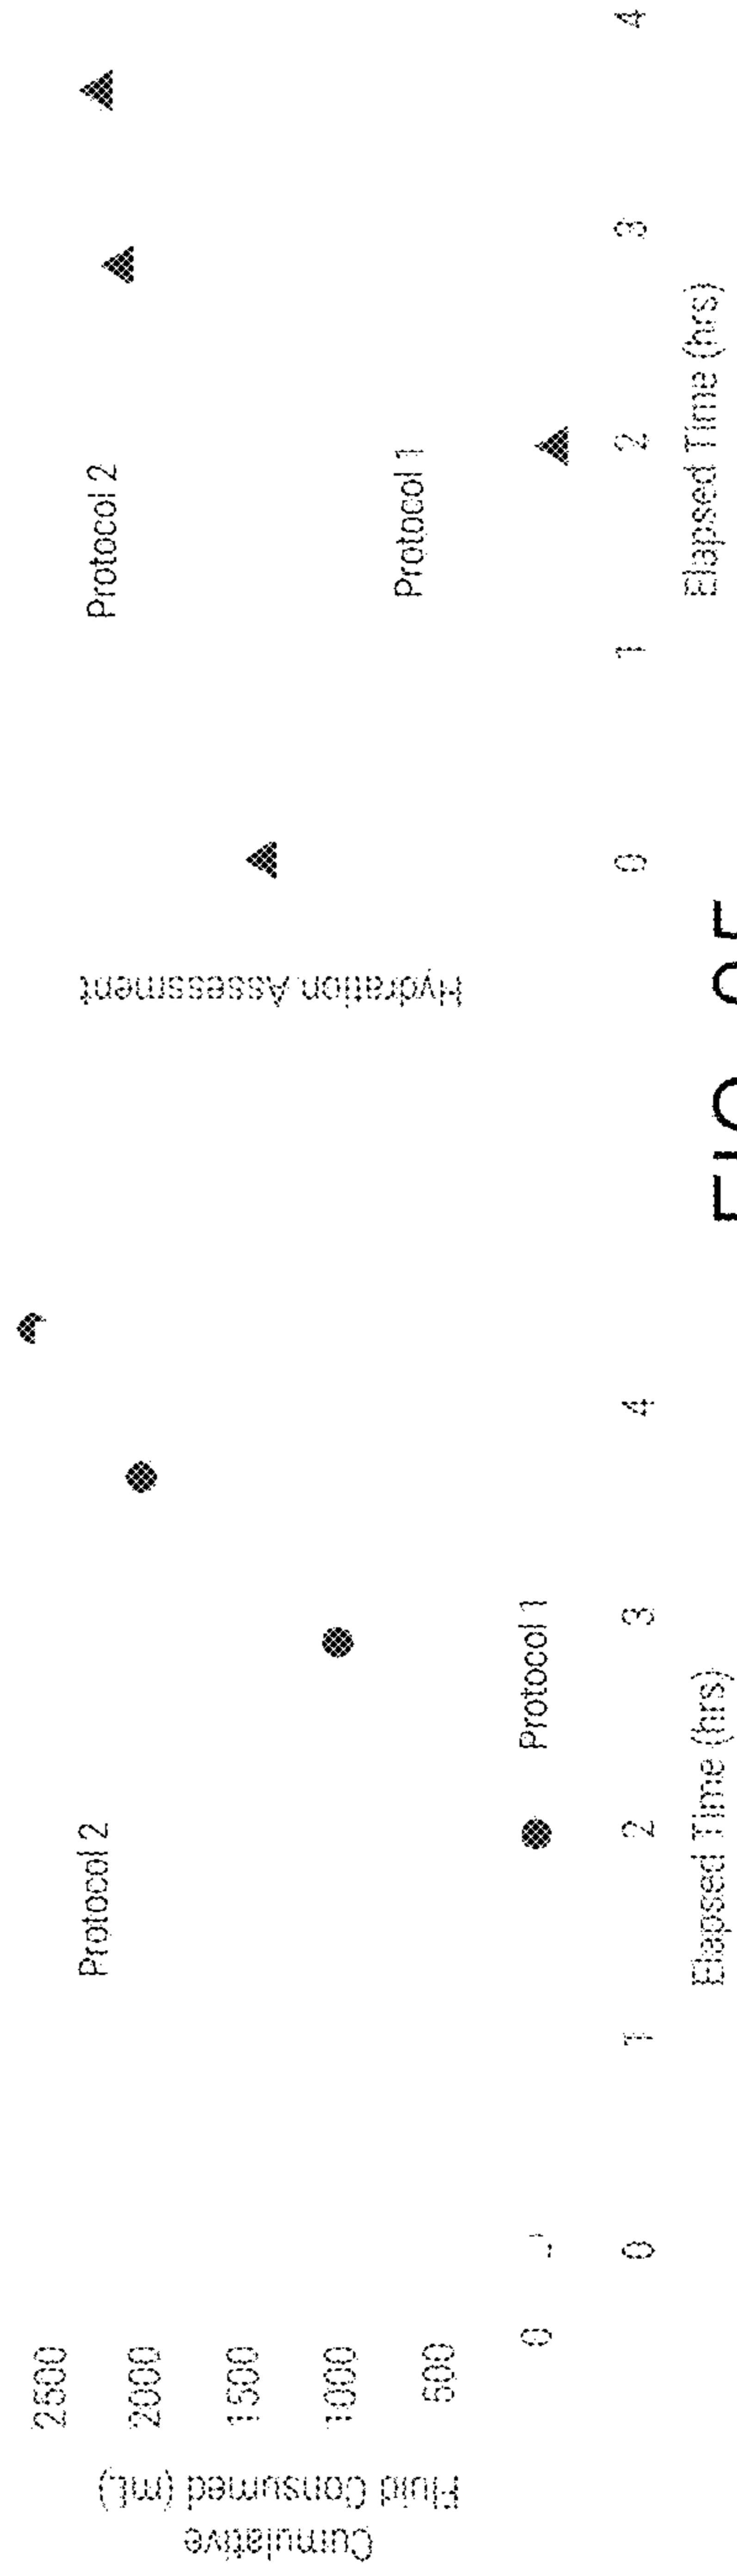 Cumulative
Fluid Consumed (mL)
2500
2000
1500
1000
500
0
Protocol 2
Protocol 1
0 1 2 3 4
Elapsed Time (hrs)
Hydration Assessment
Protocol 2
Protocol 1
0 1 2 3 4
Elapsed Time (hrs)